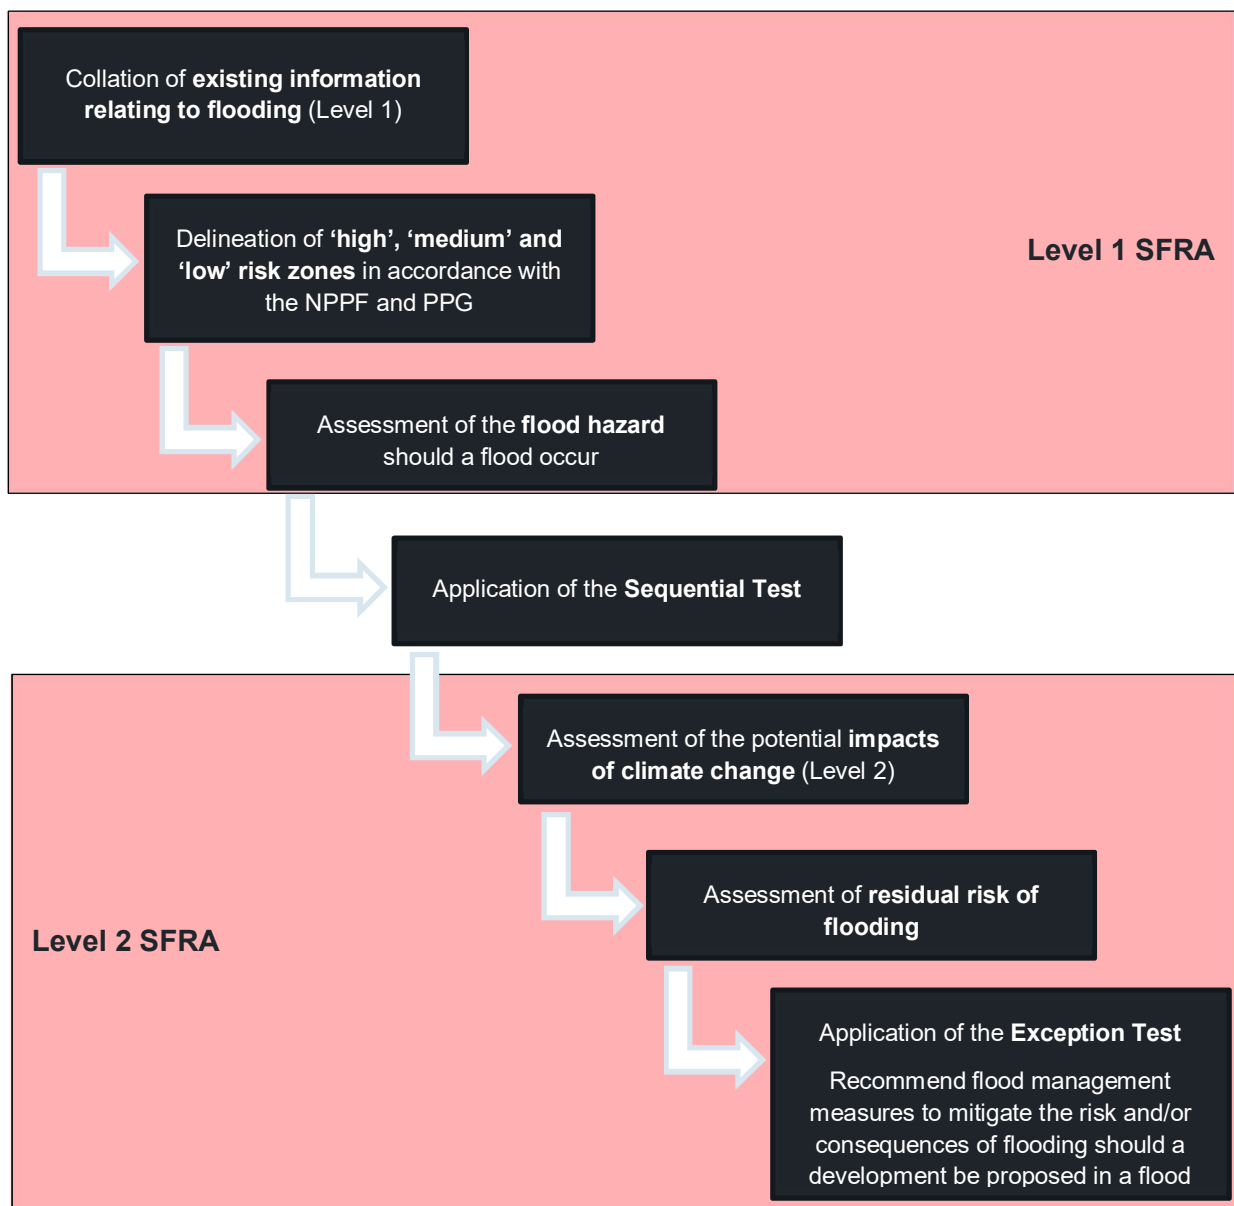 Collation of existing information
relating to flooding (Level 1)
Delineation of ‘high’, ‘medium’ and
‘low’ risk zones in accordance with
the NPPF and PPG
Level 1 SFRA
Assessment of the flood hazard
should a flood occur
Application of the Sequential Test
Assessment of the potential impacts
of climate change (Level 2)
Assessment of residual risk of
flooding
Level 2 SFRA
Application of the Exception Test
Recommend flood management
measures to mitigate the risk and/or
consequences of flooding should a
development be proposed in a flood